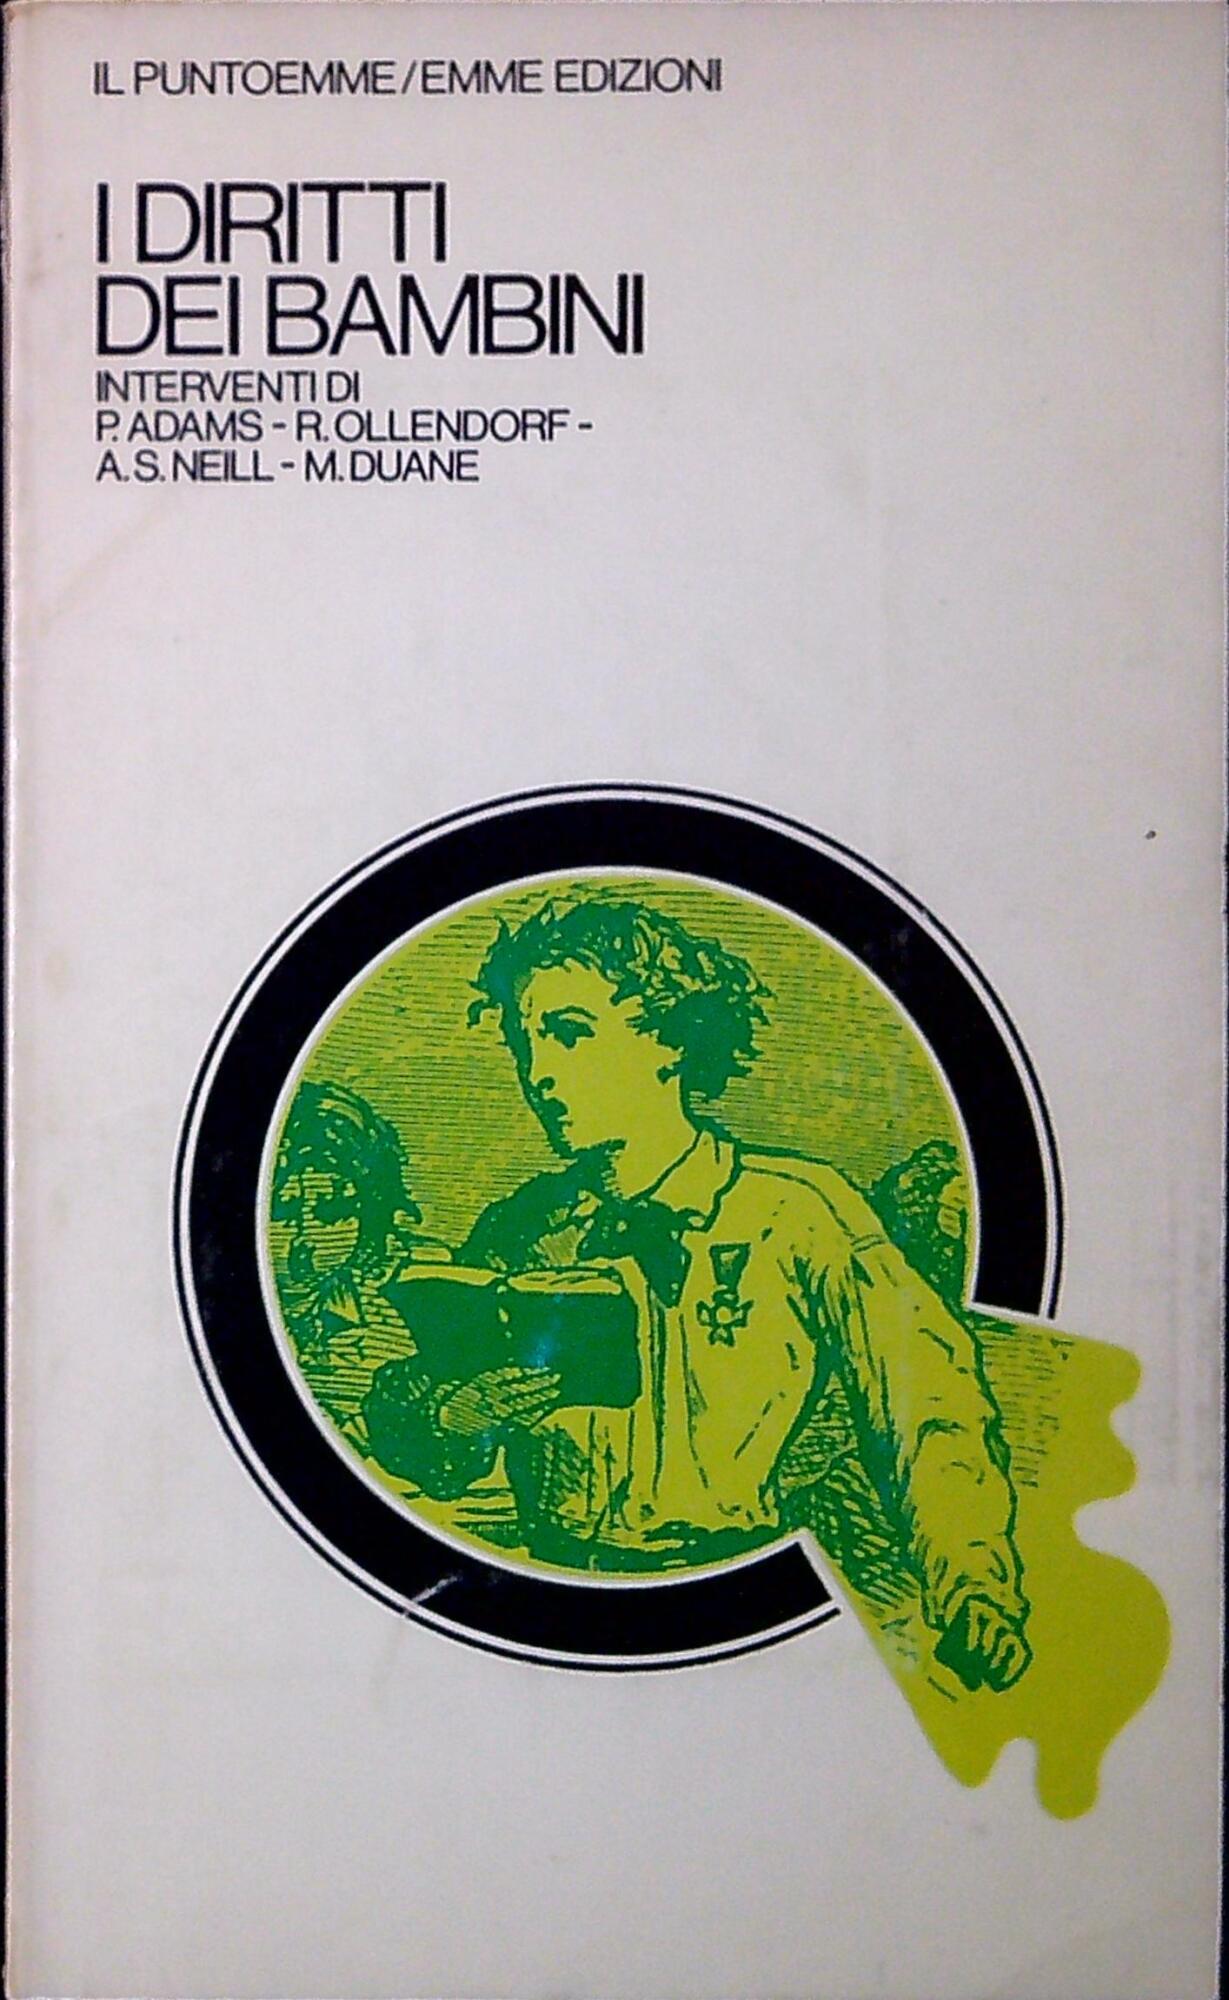 IL PUNTOEMME/EMME EDIZIONI
I DIRITTI
DEI BAMBINI
INTERVENTI DI
P. ADAMS - R. OLLENDORF -
A. S. NEILL - M. DUANE